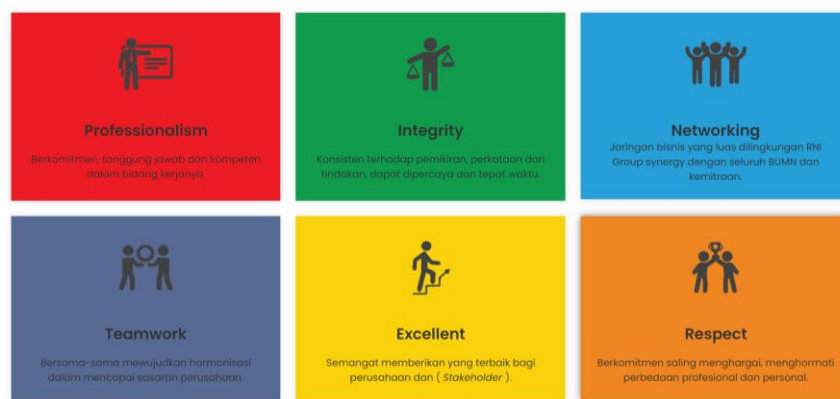 Professionalism
Berkomitmen, tanggung jawab dan kompeten
dalam bidang kerjanya.
Integrity
Konsisten terhadap pemikiran, perkataan dan
tindakan, dapat dipercaya dan tepat waktu.
Networking
Jaringan bisnis yang luas dilingkungan RNI
Group synergy dengan seluruh BUMN dan
kemitraan.
Teamwork
Bersama-sama mewujudkan harmonisasi
dalam mencapai sasaran perusahaan.
Excellent
Semangat memberikan yang terbaik bagi
perusahaan dan ( Stakeholder ).
Respect
Berkomitmen saling menghargai, menghormati
perbedaan profesional dan personal.